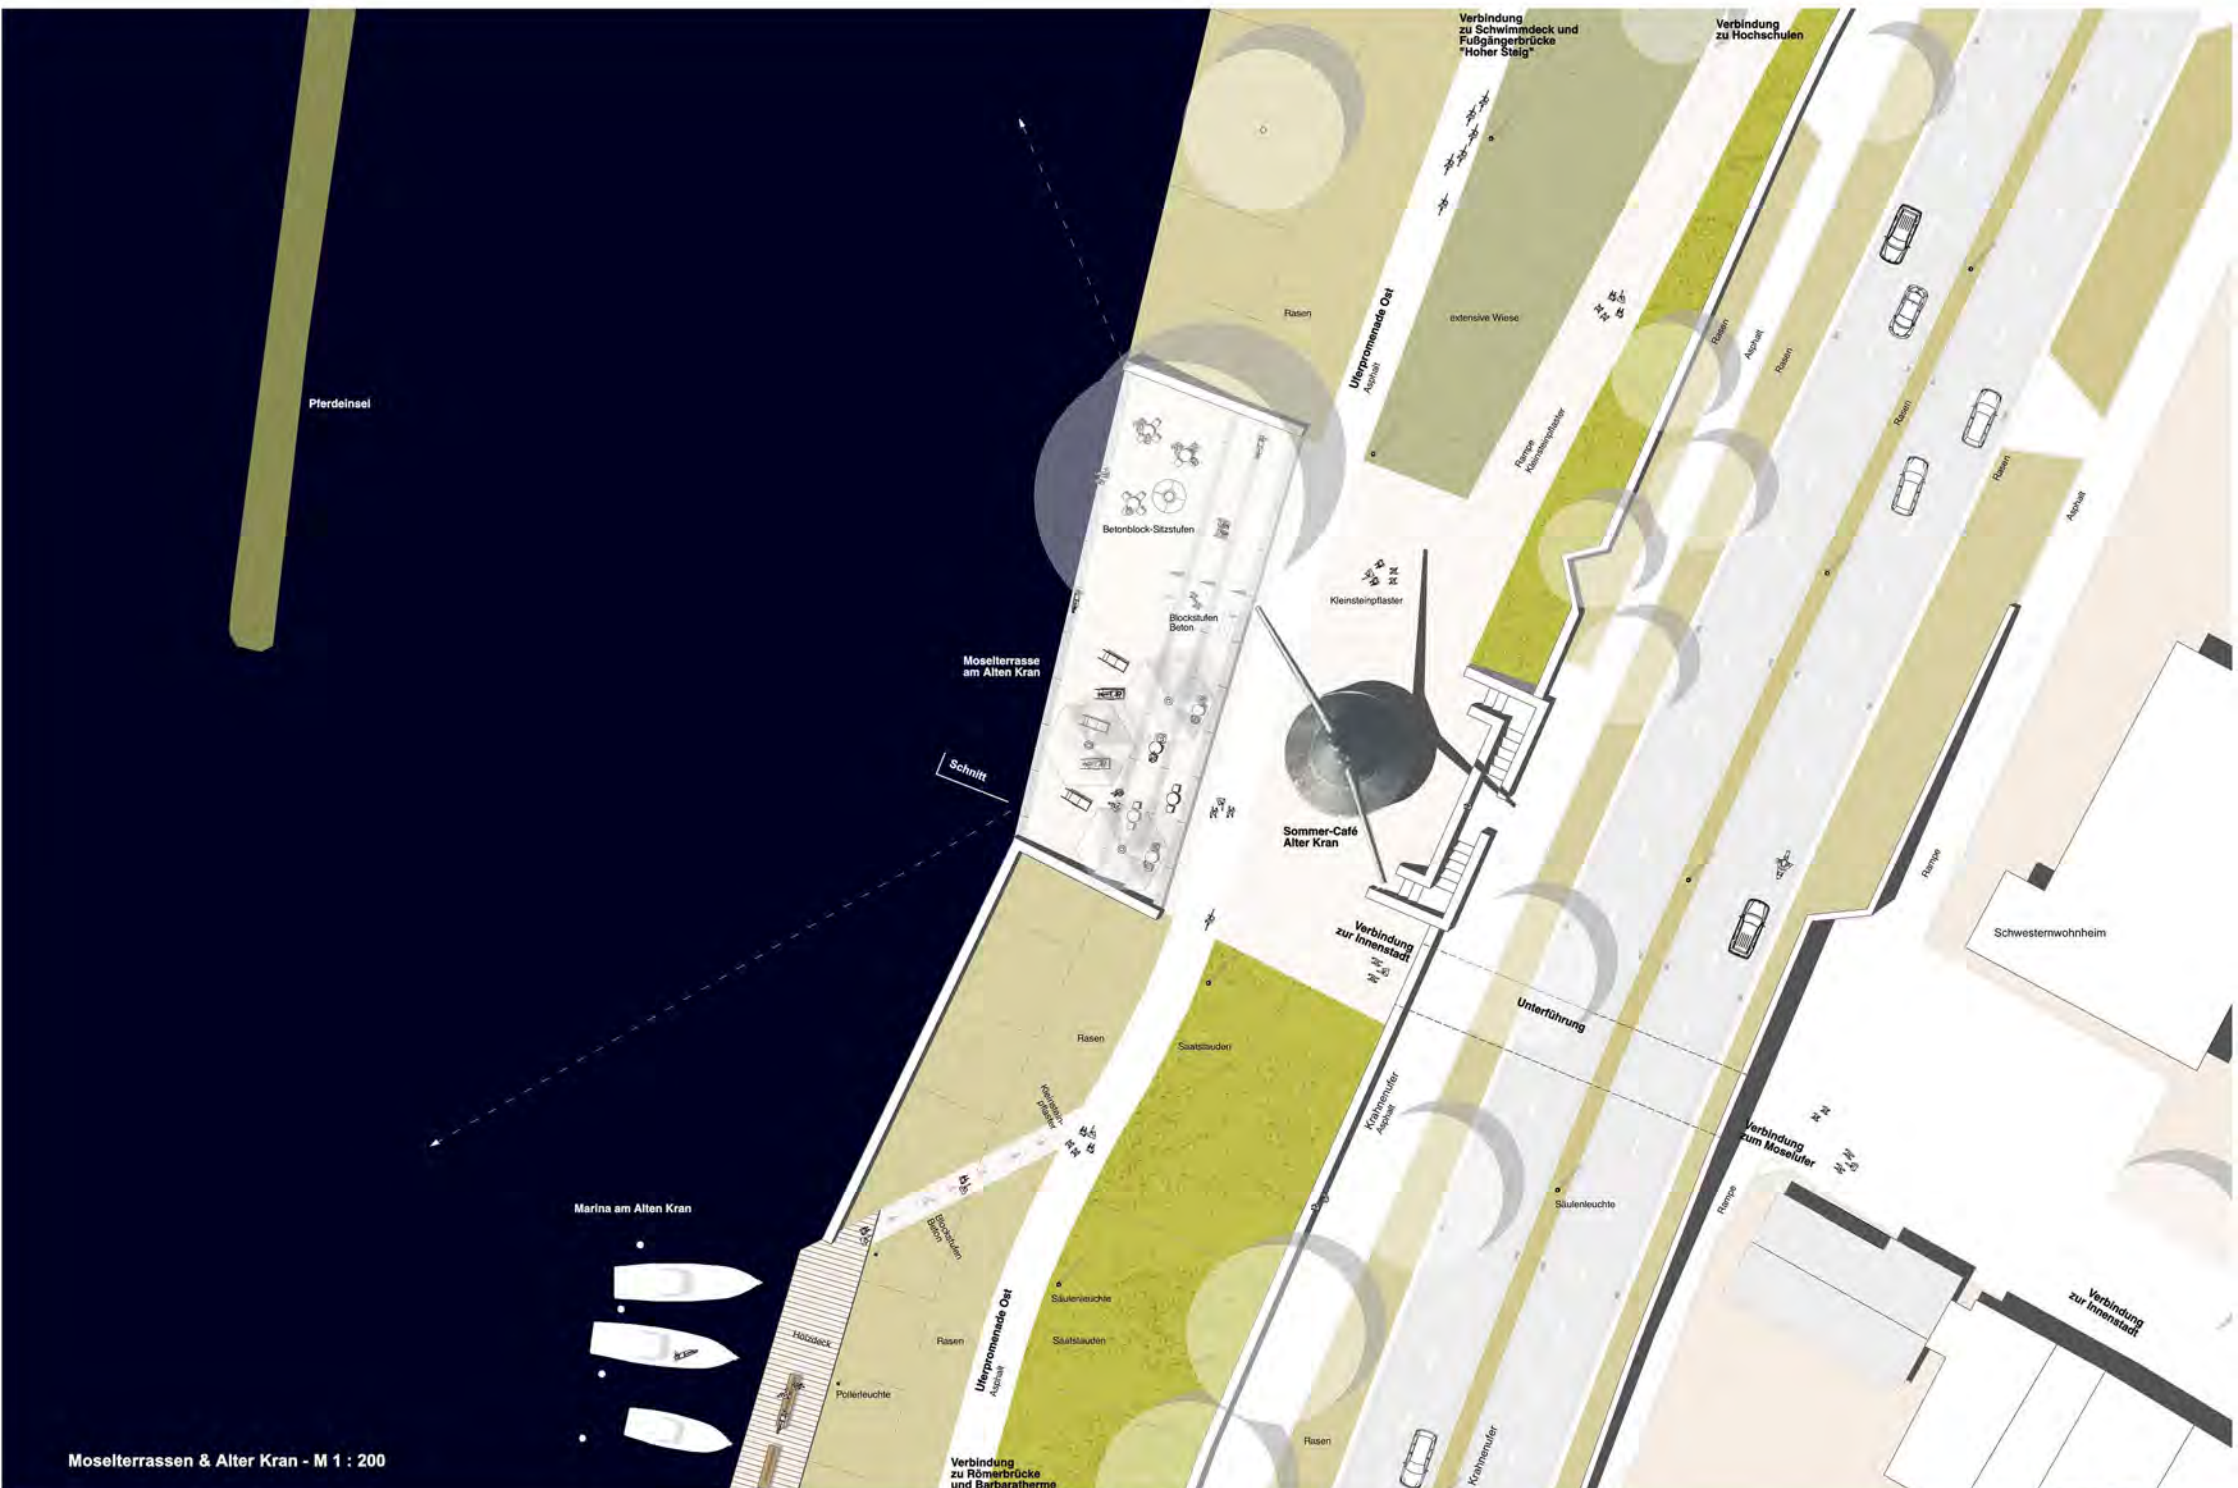 Verbindung
zu Schwimmdeck und
Fußgängerbrücke
"Hoher Steig"
Verbindung
zu Hochschulen
Rasen
Uferpromenade Ost
Asphalt
extensive Wiese
Rasen
Asphalt
Rasen
Rasen
Rasen
Asphalt
Pferdeinsel
Rampe
Kleinsteinpflaster
Betonblock-Sitzstufen
Kleinsteinpflaster
Blockstufen
Beton
Moselterrasse
am Alten Kran
Schnitt
Sommer-Café
Alter Kran
Rampe
Schwesternwohnheim
Verbindung
zur Innenstadt
Unterführung
Rasen
Saatstauden
Kleinstein-
pflaster
Krahnenufer
Asphalt
Verbindung
zum Moselufer
Rampe
Marina am Alten Kran
Blockstufen
Beton
Säulenleuchte
Säulenleuchte
Verbindung
zur Innenstadt
Holzdeck
Rasen
Uferpromenade Ost
Asphalt
Saatstauden
Pollerleuchte
Rasen
Krahnenufer
Moselterrassen & Alter Kran - M 1 : 200
Verbindung
zu Römerbrücke
und Barbaratherme